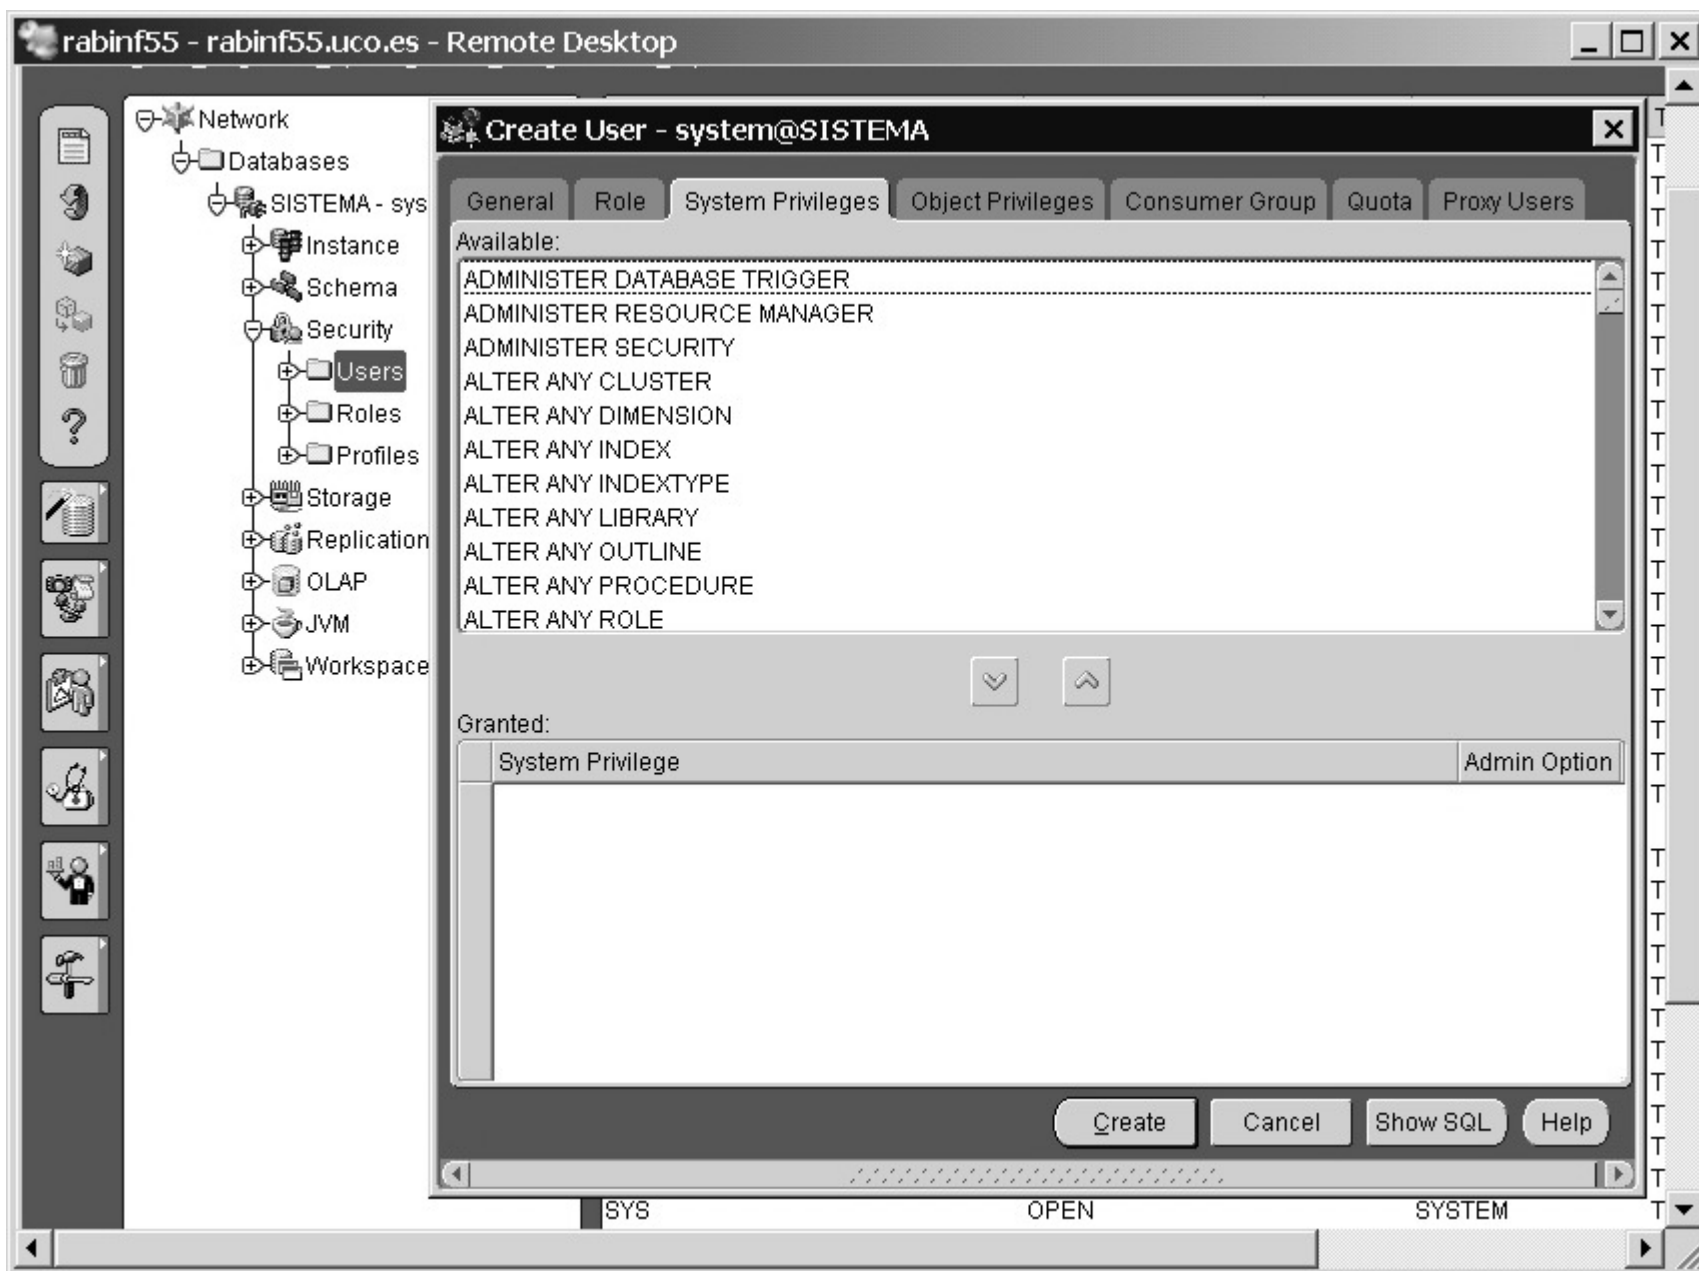 rabinf55 - rabinf55.uco.es - Remote Desktop
Network
Databases
SISTEMA - sys
Instance
Schema
Security
Users
Roles
Profiles
Storage
Replication
OLAP
JVM
Workspace
Create User - system@SISTEMA
General Role System Privileges Object Privileges Consumer Group Quota Proxy Users
Available:
ADMINISTER DATABASE TRIGGER
ADMINISTER RESOURCE MANAGER
ADMINISTER SECURITY
ALTER ANY CLUSTER
ALTER ANY DIMENSION
ALTER ANY INDEX
ALTER ANY INDEXTYPE
ALTER ANY LIBRARY
ALTER ANY OUTLINE
ALTER ANY PROCEDURE
ALTER ANY ROLE
Granted:
System Privilege Admin Option
Create Cancel Show SQL Help
SYS OPEN SYSTEM T